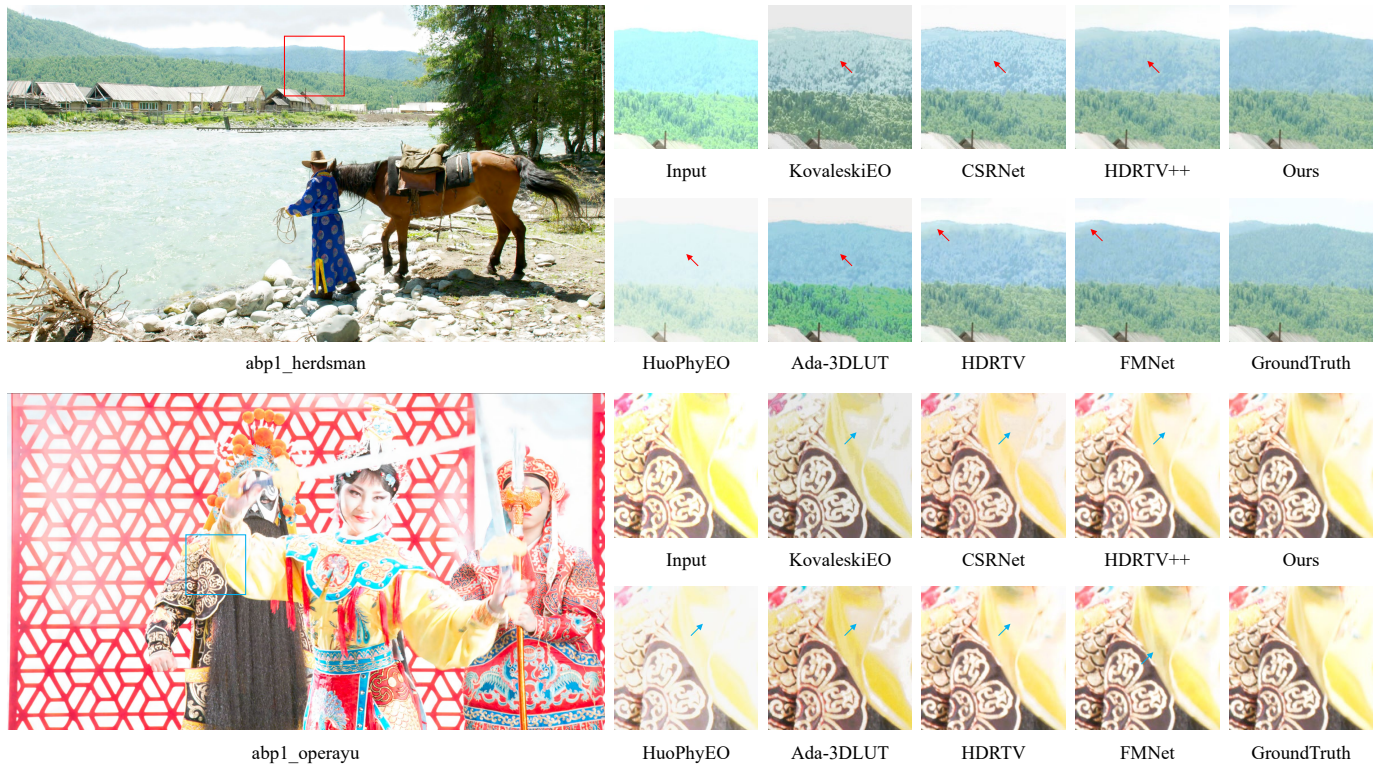 Input KovaleskiEO CSRNet HDRTV++ Ours
abp1_herdsman HuoPhyEO Ada-3DLUT HDRTV FMNet GroundTruth
Input KovaleskiEO CSRNet HDRTV++ Ours
abp1_operayu HuoPhyEO Ada-3DLUT HDRTV FMNet GroundTruth